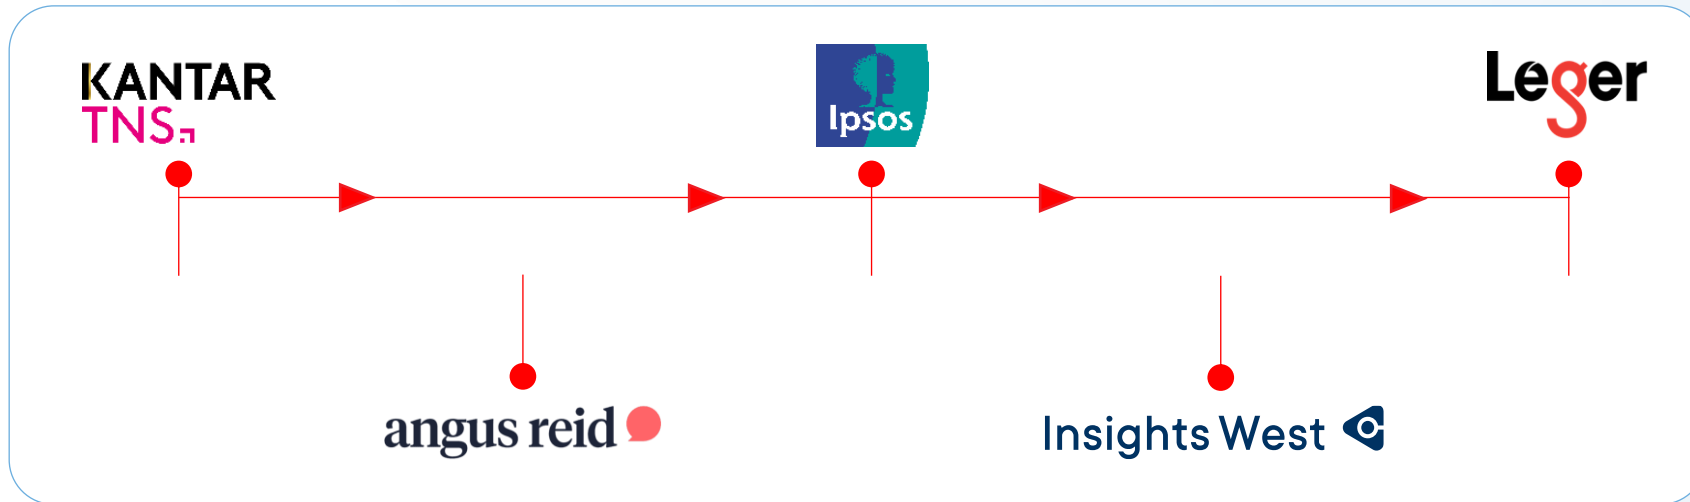 KANTAR
TNS
Ipsos
Leger
angus reid
Insights West